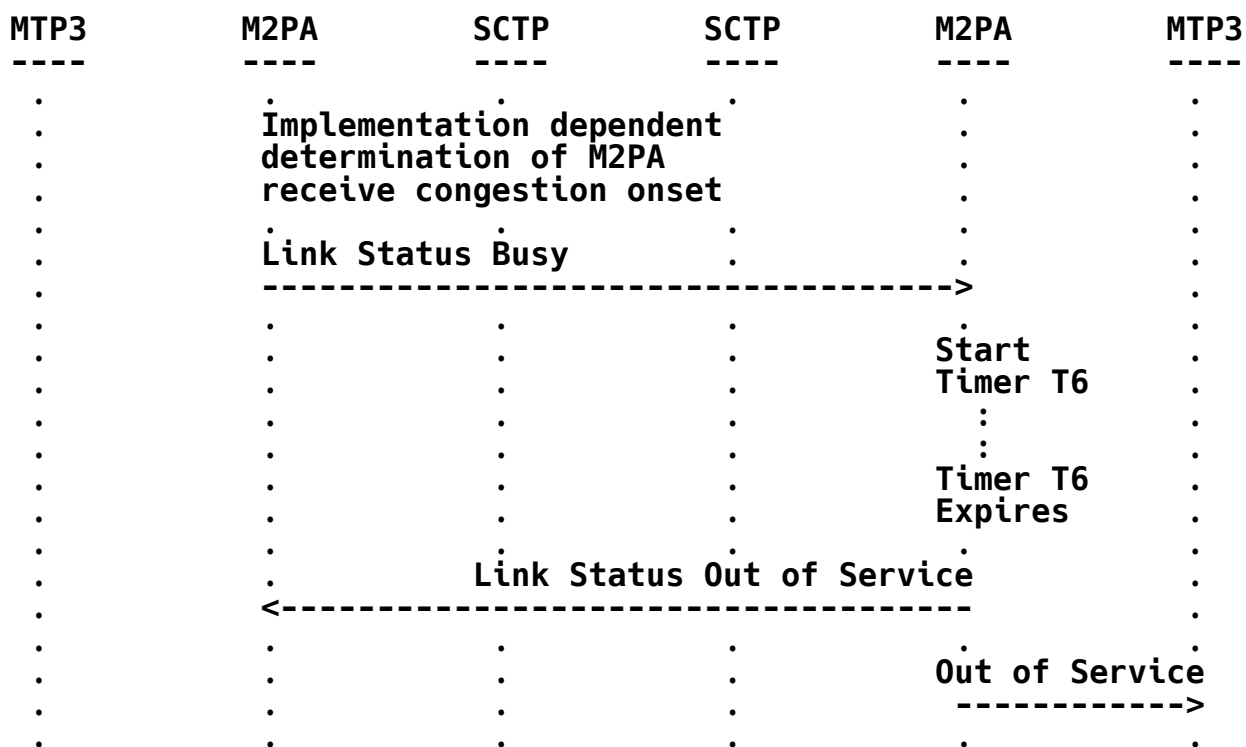 MTP3        M2PA        SCTP        SCTP        M2PA        MTP3
----        ----        ----        ----        ----        ----
 .           .           .           .           .           .
 .           Implementation dependent            .           .
 .           determination of M2PA               .           .
 .           receive congestion onset            .           .
 .           .           .           .           .           .
 .           Link Status Busy        .           .           .
 .           ------------------------------------>           .
 .           .           .           .           .           .
 .           .           .           .          Start        .
 .           .           .           .          Timer T6     .
 .           .           .           .            :          .
 .           .           .           .            :          .
 .           .           .           .          Timer T6     .
 .           .           .           .          Expires      .
 .           .           .           .           .           .
 .           .          Link Status Out of Service           .
 .           <------------------------------------           .
 .           .           .           .           .           .
 .           .           .           .          Out of Service
 .           .           .           .           ------------>
 .           .           .           .           .           .